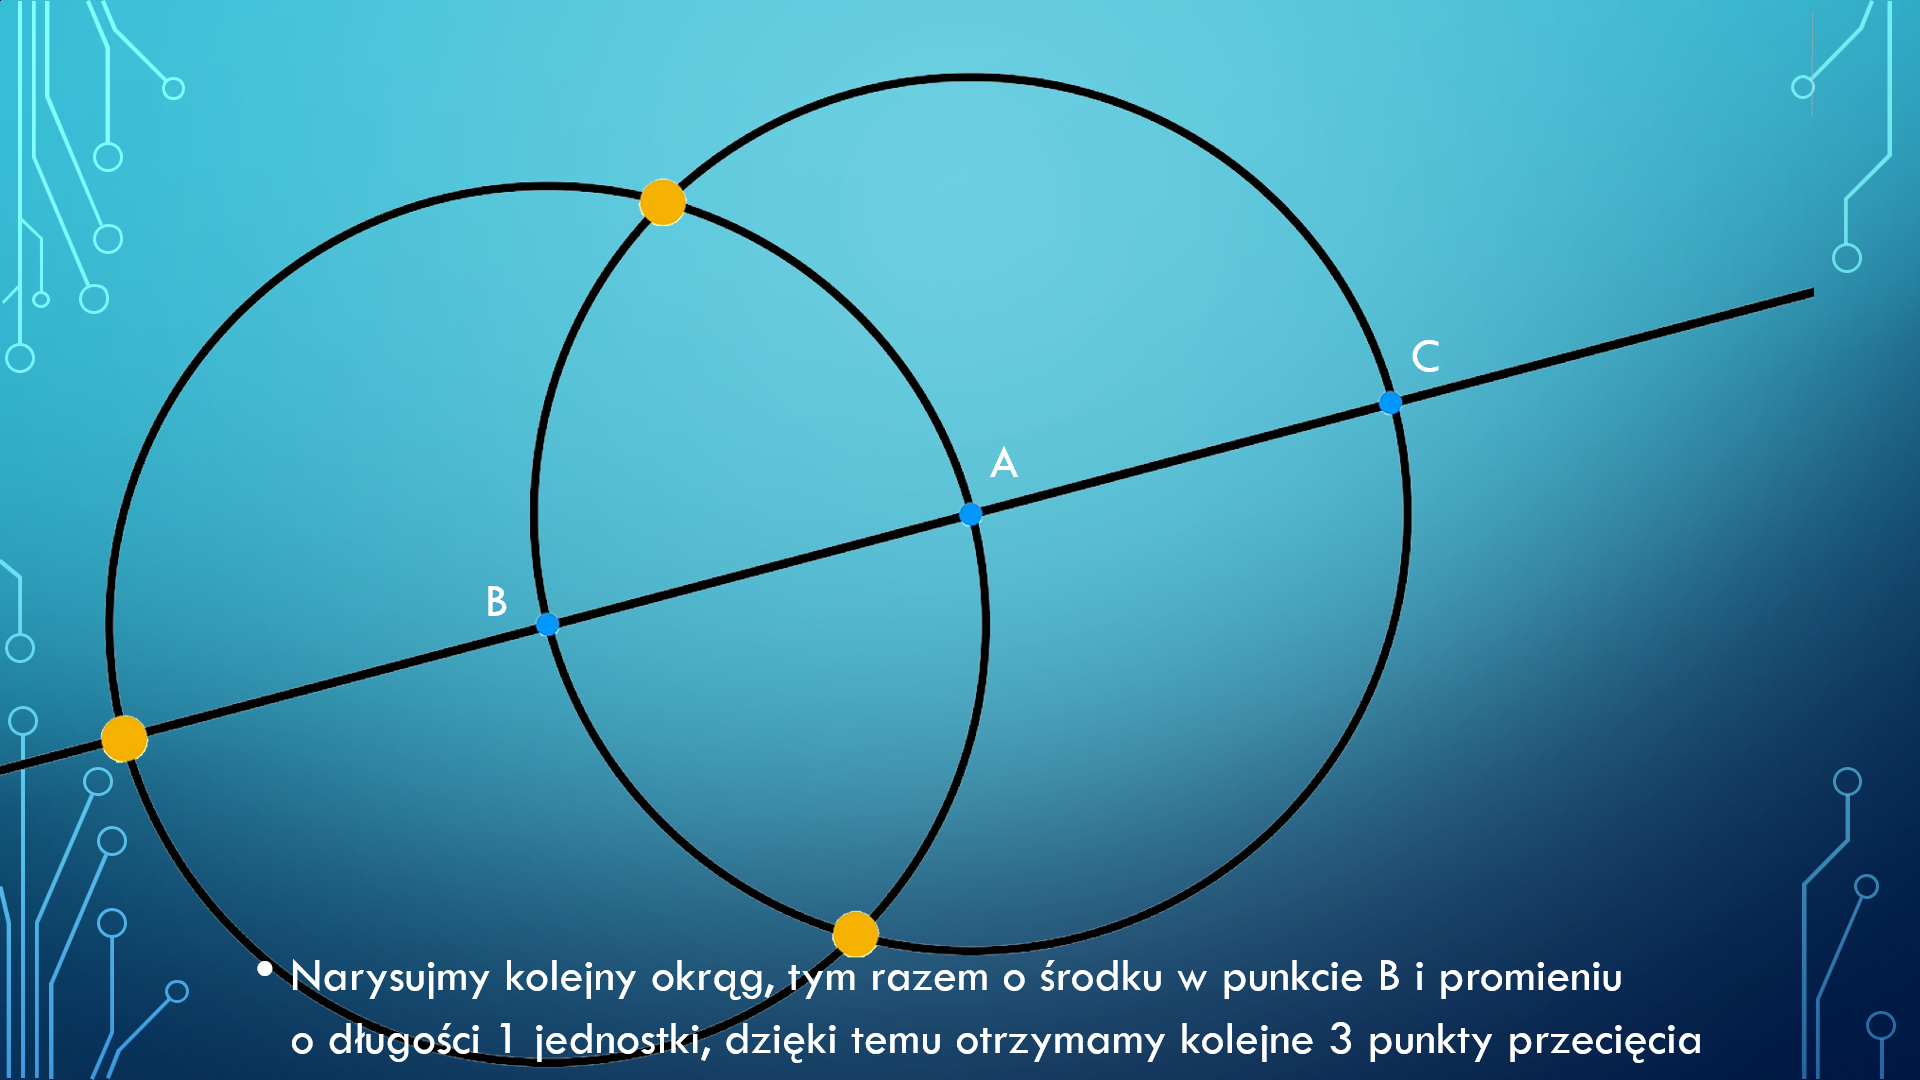 C
A
B
• Narysujmy kolejny okrąg, tym razem o środku w punkcie B i promieniu
o długości 1 jednostki, dzięki temu otrzymamy kolejne 3 punkty przecięcia